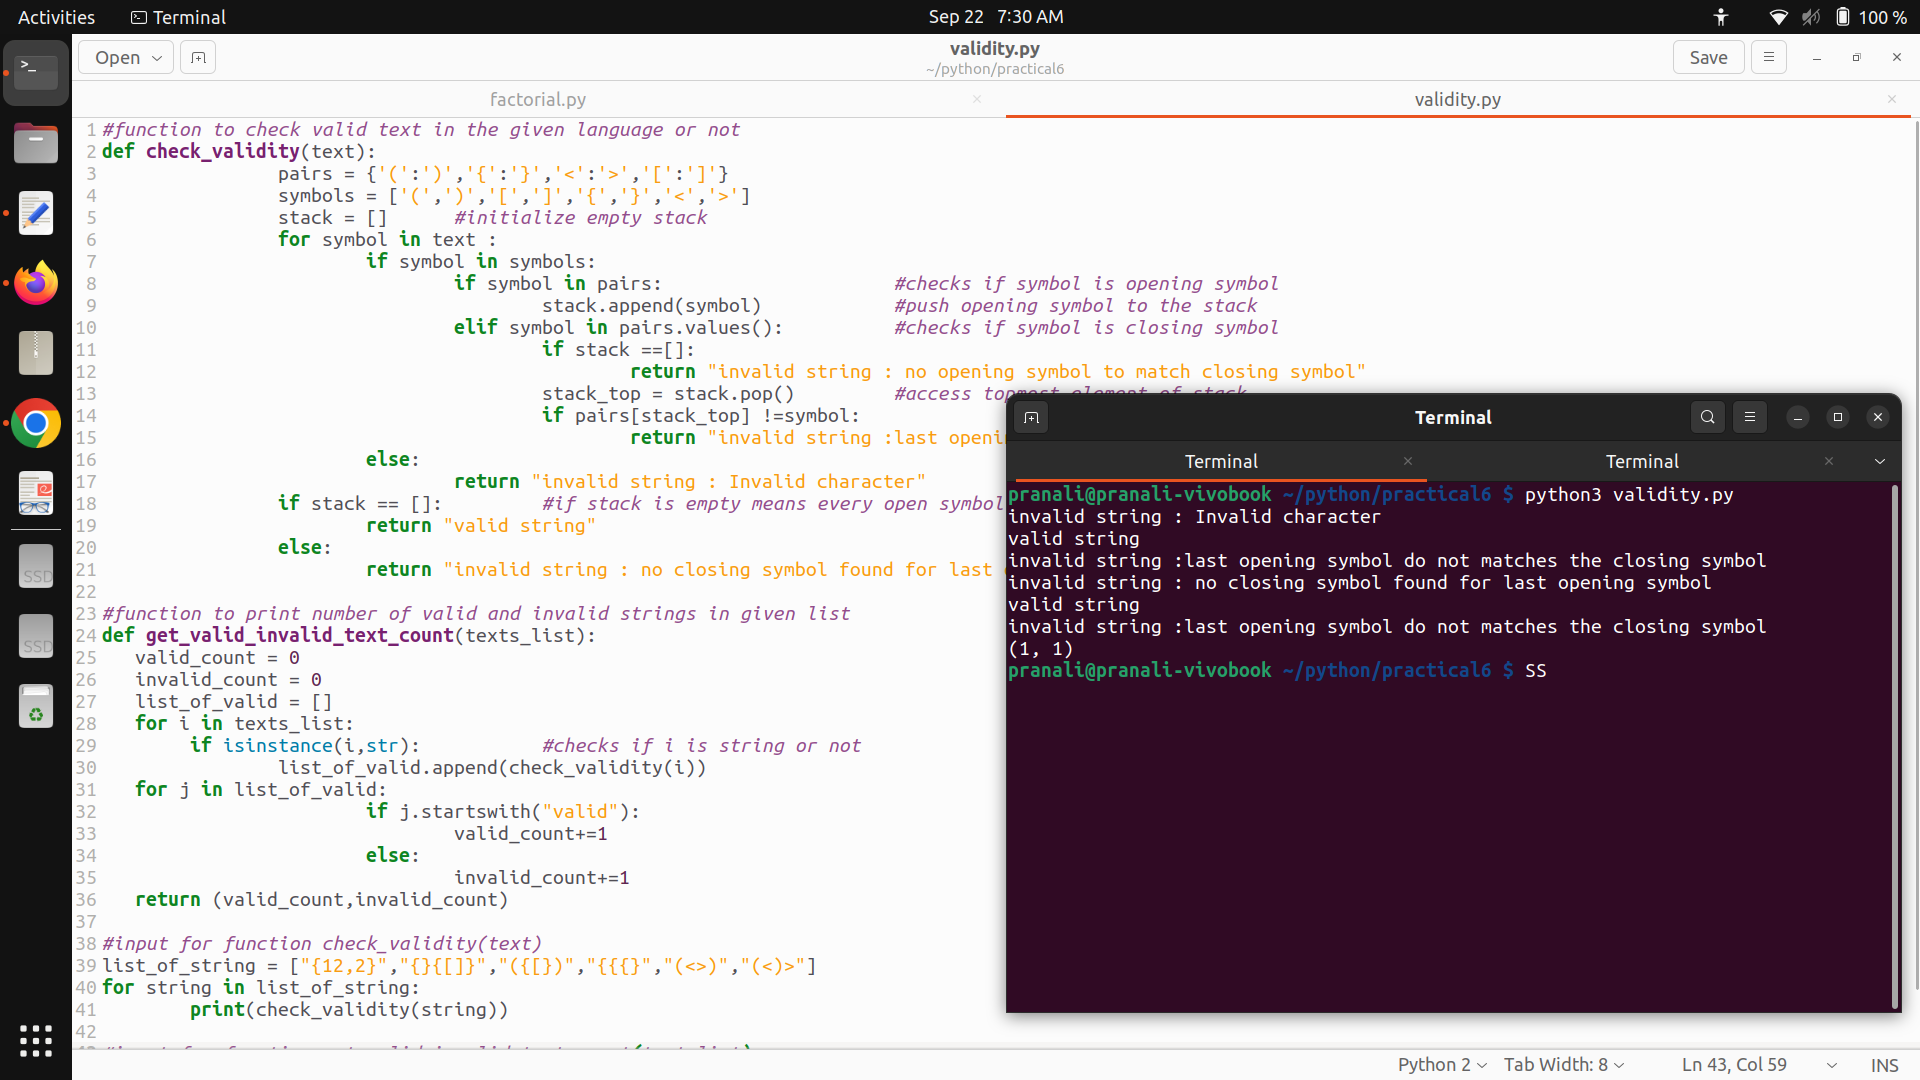 Activities Terminal Sep 22 7:30 AM 100 %
Open validity.py Save
~/python/practical6
factorial.py validity.py
1 #function to check valid text in the given language or not
2 def check_validity(text):
3 pairs = {'(':')','{':'}','<':'>','[':']'}
4 symbols = ['(',')','[',']','{','}','<','>']
5 stack = [] #initialize empty stack
6 for symbol in text :
7 if symbol in symbols:
8 if symbol in pairs: #checks if symbol is opening symbol
9 stack.append(symbol) #push opening symbol to the stack
10 elif symbol in pairs.values(): #checks if symbol is closing symbol
11 if stack ==[]:
12 return "invalid string : no opening symbol to match closing symbol"
13 stack_top = stack.pop() #access topmost element of stack
14 if pairs[stack_top] !=symbol:
15 return "invalid string :last openi
16 else:
17 return "invalid string : Invalid character"
18 if stack == []: #if stack is empty means every open symbol
19 return "valid string"
20 else:
21 return "invalid string : no closing symbol found for last
22
23 #function to print number of valid and invalid strings in given list
24 def get_valid_invalid_text_count(texts_list):
25 valid_count = 0
26 invalid_count = 0
27 list_of_valid = []
28 for i in texts_list:
29 if isinstance(i,str): #checks if i is string or not
30 list_of_valid.append(check_validity(i))
31 for j in list_of_valid:
32 if j.startswith("valid"):
33 valid_count+=1
34 else:
35 invalid_count+=1
36 return (valid_count,invalid_count)
37
38 #input for function check_validity(text)
39 list_of_string = ["{12,2}","{}{[]}","({[})","{{{}","(<>)","(<)>"]
40 for string in list_of_string:
41 print(check_validity(string))
42
Terminal
Terminal Terminal
pranali@pranali-vivobook ~/python/practical6 $ python3 validity.py
invalid string : Invalid character
valid string
invalid string :last opening symbol do not matches the closing symbol
invalid string : no closing symbol found for last opening symbol
valid string
invalid string :last opening symbol do not matches the closing symbol
(1, 1)
pranali@pranali-vivobook ~/python/practical6 $ SS
SSD
SSD
Python 2 Tab Width: 8 Ln 43, Col 59 INS